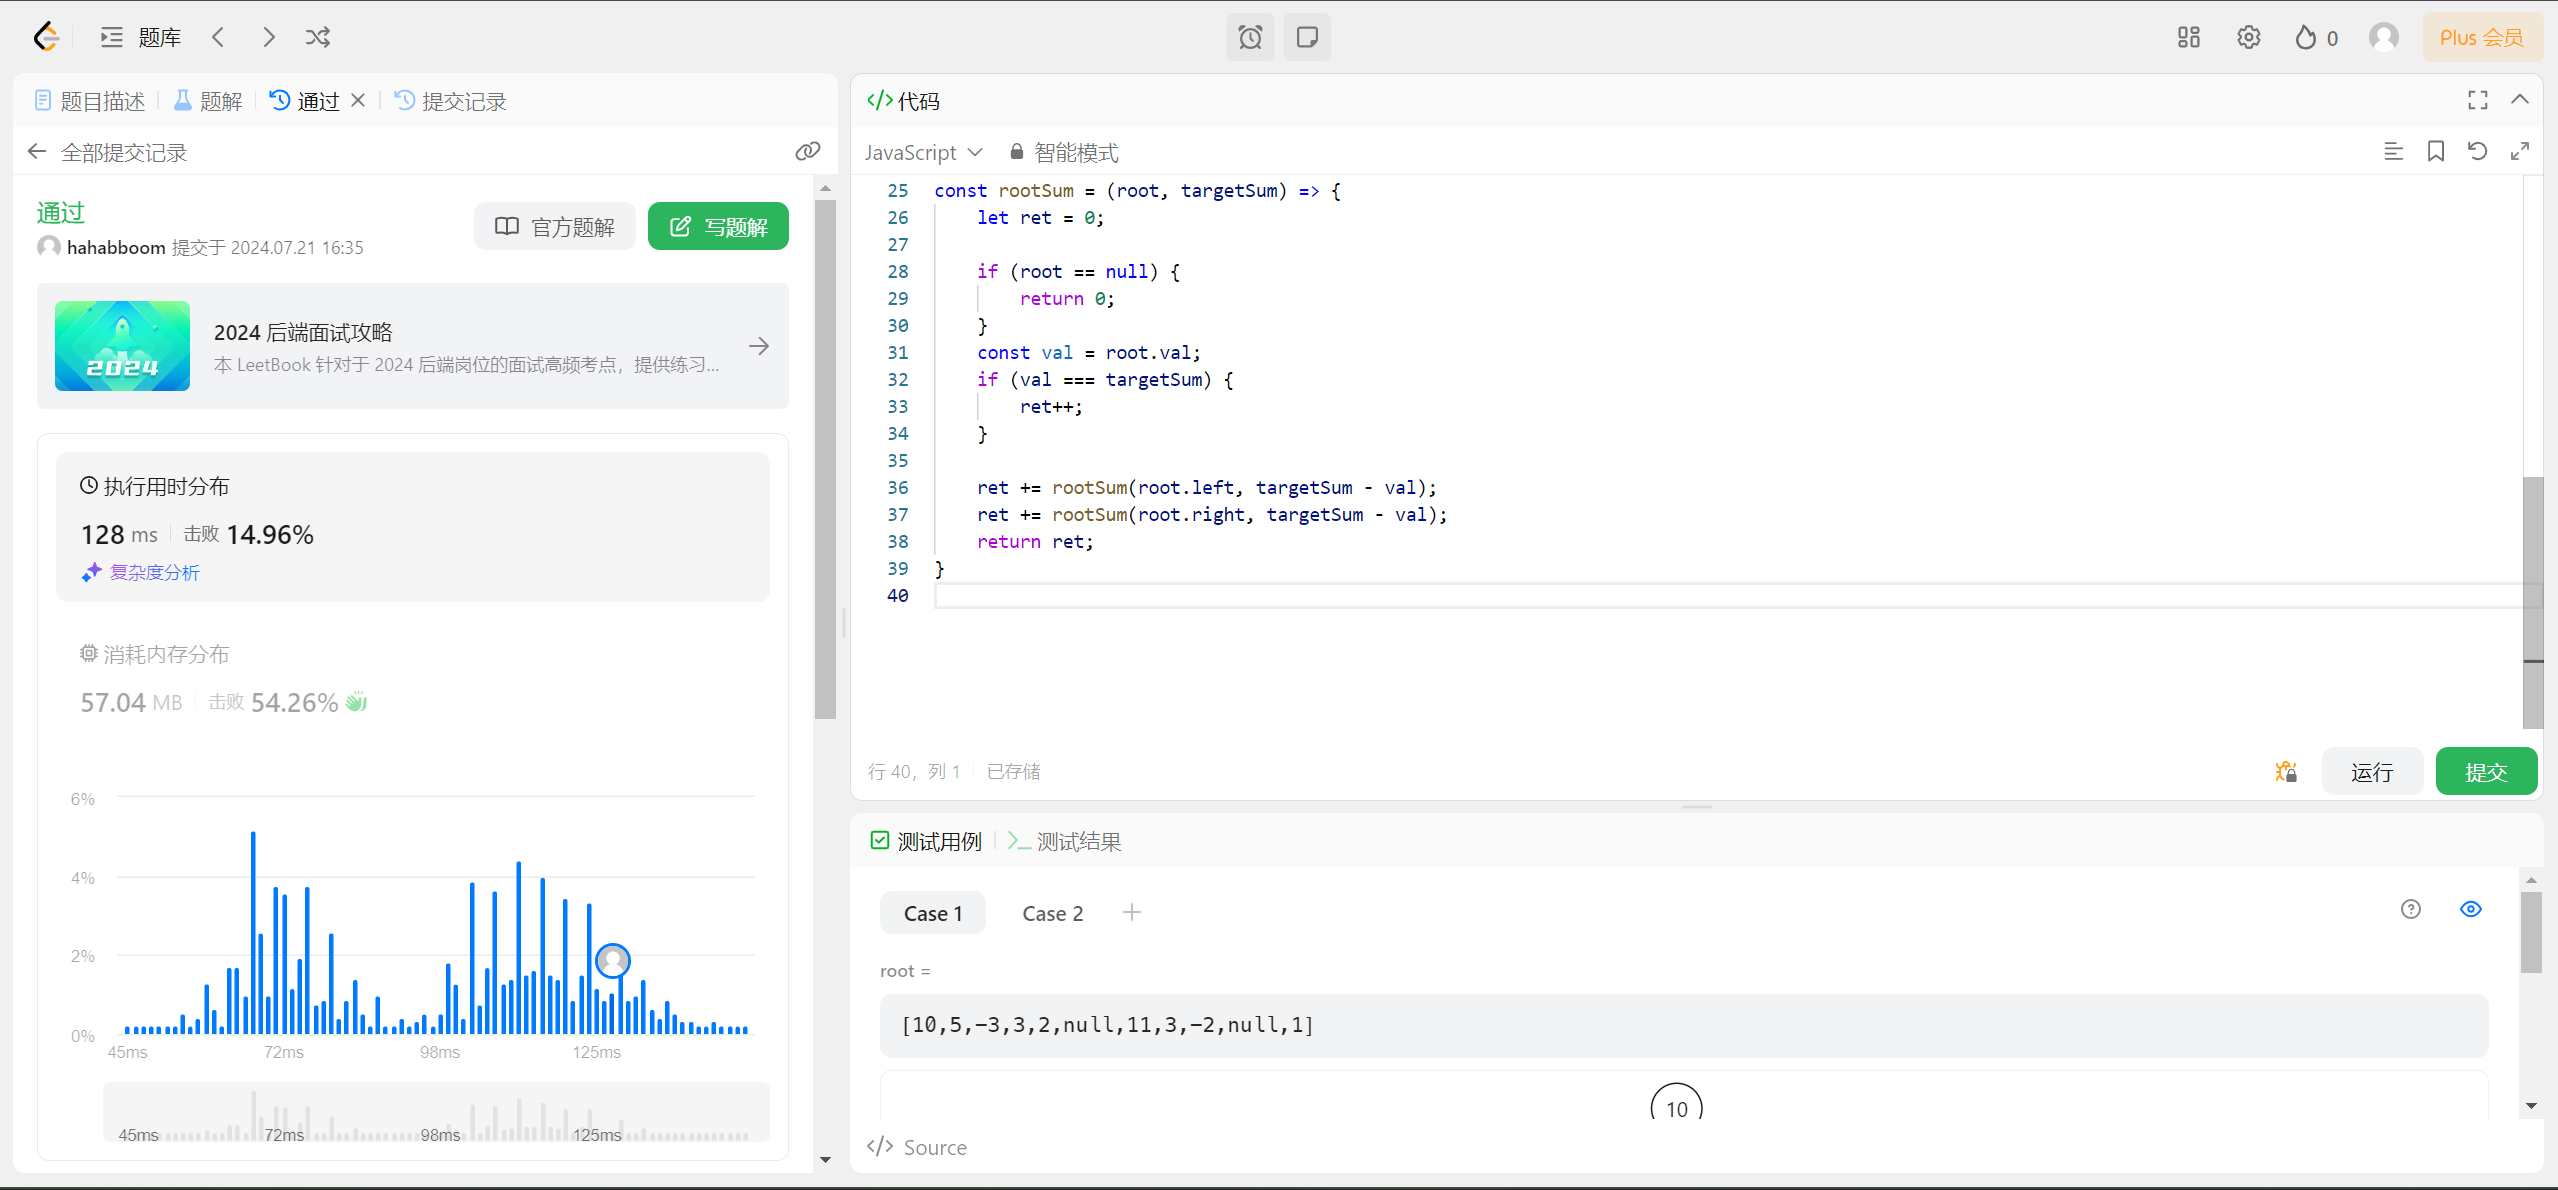 题库
0
Plus 会员
题目描述
题解
通过
提交记录
全部提交记录
通过
hahabboom 提交于 2024.07.21 16:35
官方题解
写题解
2024
2024 后端面试攻略
本 LeetBook 针对于 2024 后端岗位的面试高频考点，提供练习...
执行用时分布
128 ms 击败 14.96%
复杂度分析
消耗内存分布
57.04 MB 击败 54.26%
6%
4%
2%
0%
45ms 72ms 98ms 125ms
45ms 72ms 98ms 125ms
</> 代码
JavaScript 智能模式
25 const rootSum = (root, targetSum) => {
26 let ret = 0;
27
28 if (root == null) {
29 return 0;
30 }
31 const val = root.val;
32 if (val === targetSum) {
33 ret++;
34 }
35
36 ret += rootSum(root.left, targetSum - val);
37 ret += rootSum(root.right, targetSum - val);
38 return ret;
39 }
40
行 40，列 1 已存储
运行
提交
测试用例
测试结果
Case 1 Case 2
root =
[10,5,-3,3,2,null,11,3,-2,null,1]
10
</> Source